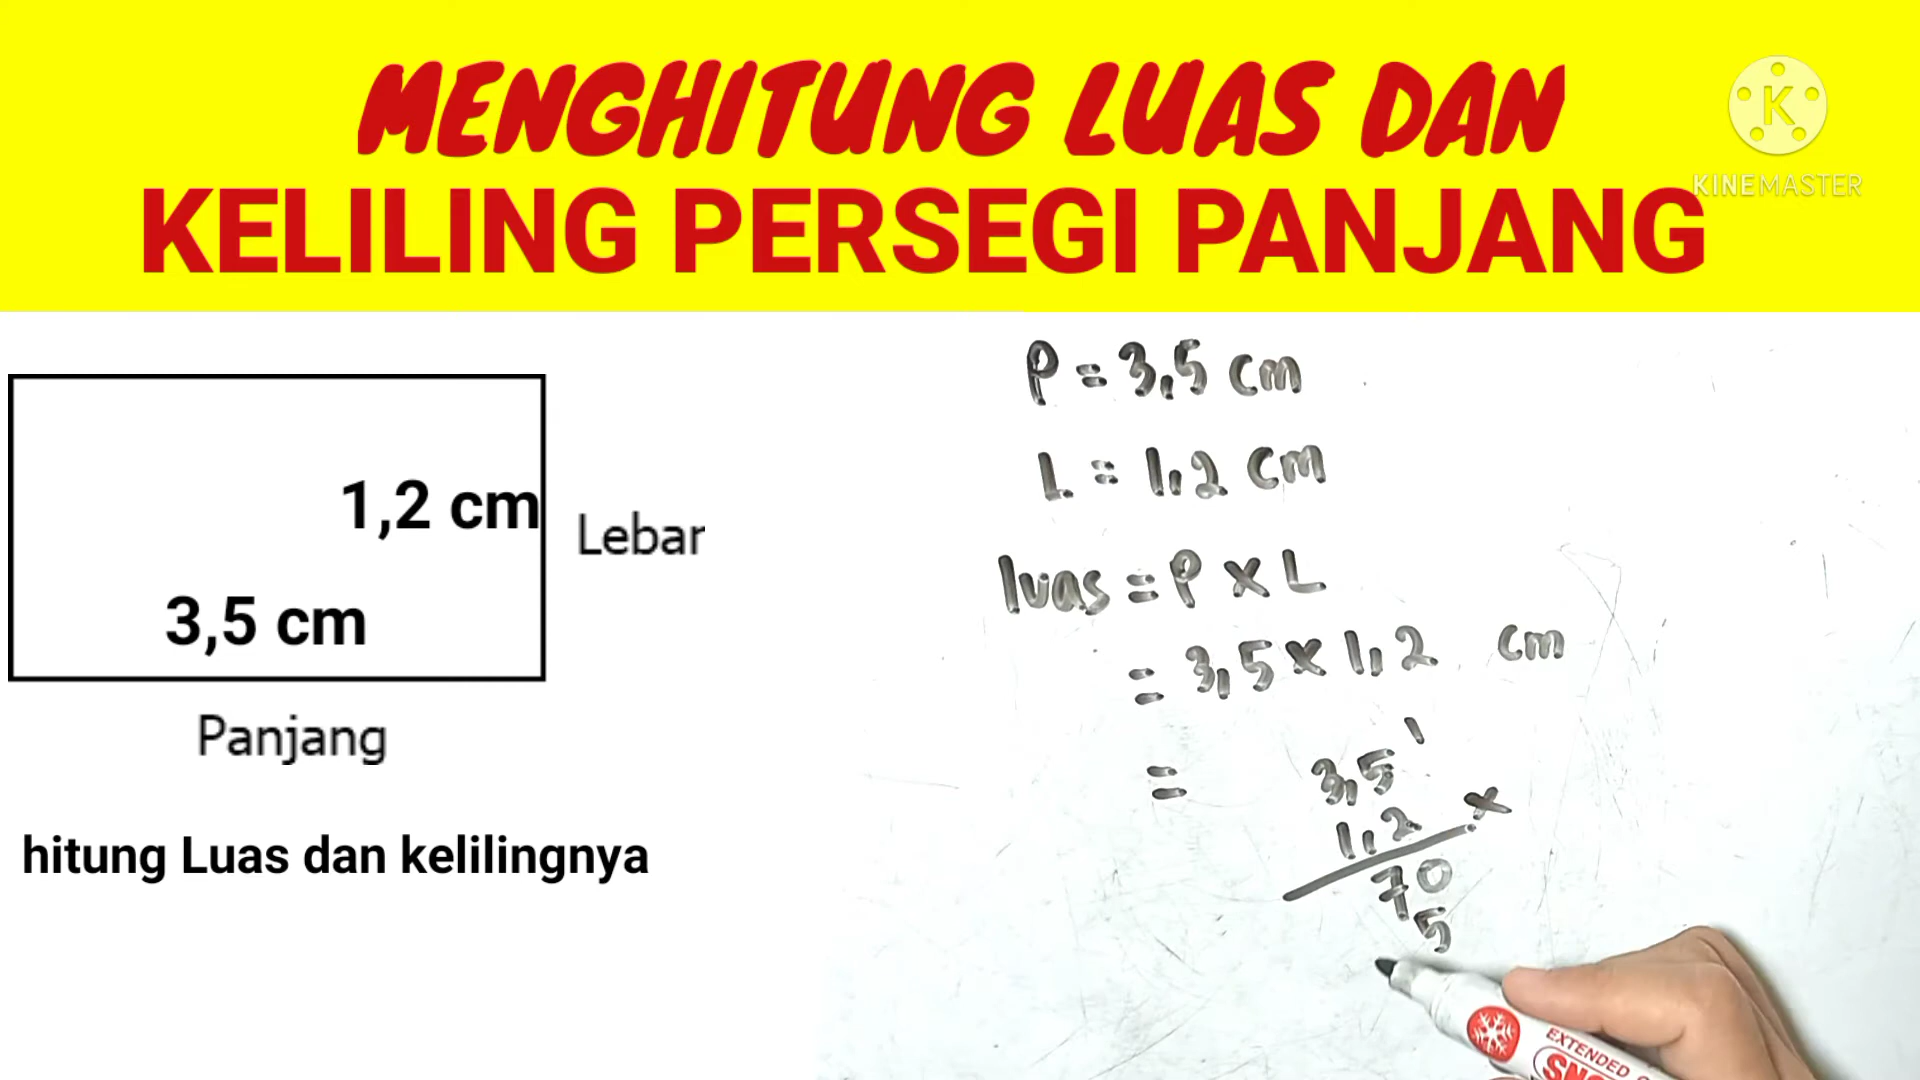 MENGHITUNG LUAS DAN
KELILING PERSEGI PANJANG
K
KINEMASTER
1,2 cm
Lebar
3,5 cm
Panjang
hitung Luas dan kelilingnya
P = 3,5 cm
L = 1,2 cm
luas = P x L
= 3,5 x 1,2 cm
= 3,5 '
1,2 x
70
5
EXTENDED